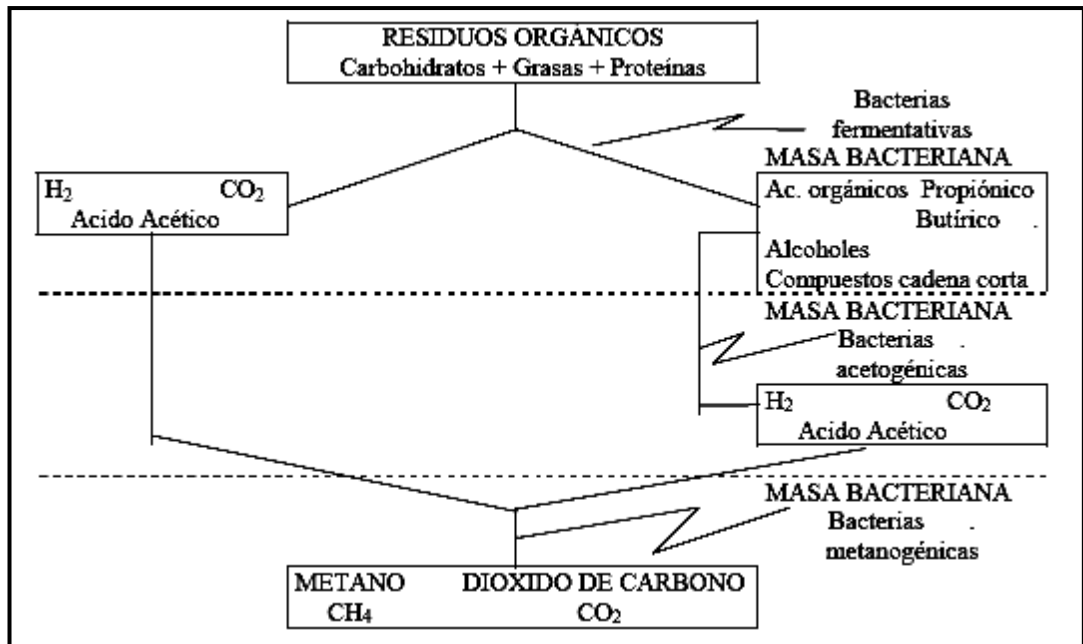 RESIDUOS ORGÁNICOS
Carbohidratos + Grasas + Proteínas
Bacterias
fermentativas
MASA BACTERIANA
H₂ CO₂
Acido Acético
Ac. orgánicos Propiónico
Butírico .
Alcoholes
Compuestos cadena corta
MASA BACTERIANA
Bacterias .
acetogénicas
H₂ CO₂
Acido Acético
MASA BACTERIANA
Bacterias .
metanogénicas
METANO DIOXIDO DE CARBONO
CH₄ CO₂